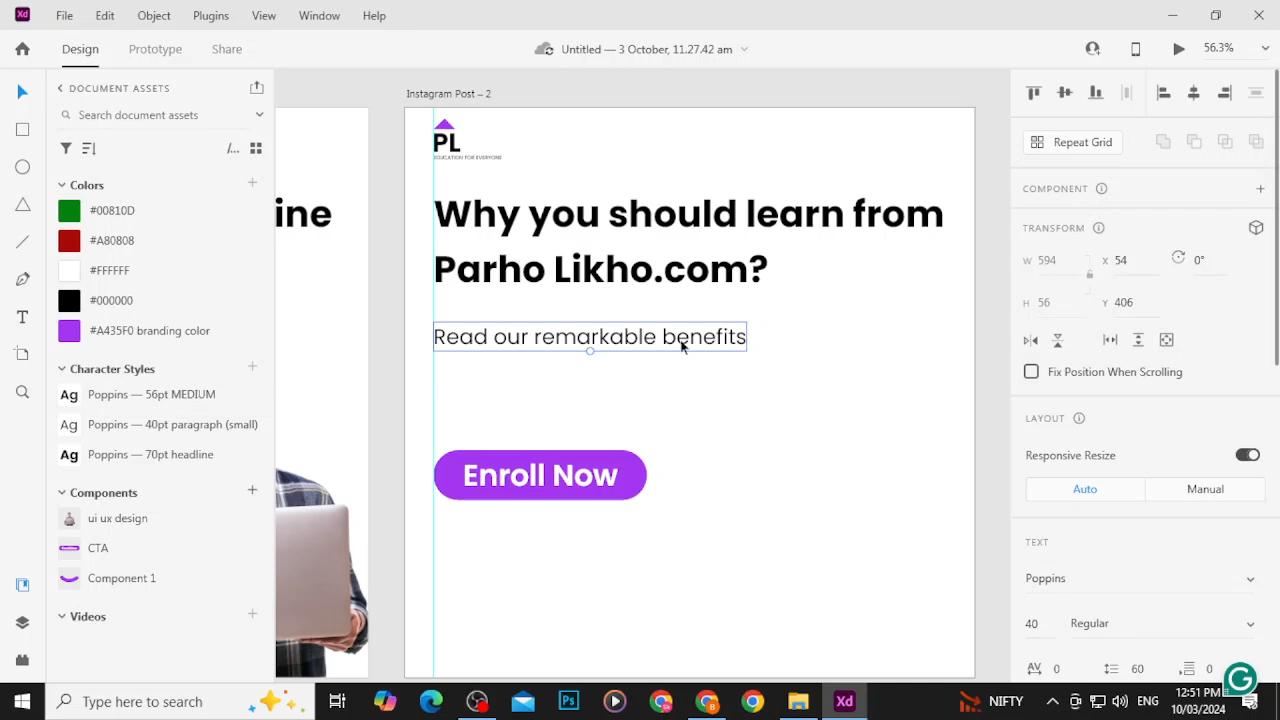 Xd File Edit Object Plugins View Window Help
Design Prototype Share Untitled — 3 October, 11.27.42 am 56.3%
DOCUMENT ASSETS
Search document assets
Colors
#00810D
#A80808
#FFFFFF
#000000
#A435F0 branding color
Character Styles
Ag Poppins — 56pt MEDIUM
Ag Poppins — 40pt paragraph (small)
Ag Poppins — 70pt headline
Components
ui ux design
CTA
Component 1
Videos
ine
Instagram Post – 2
PL
EDUCATION FOR EVERYONE
Why you should learn from
Parho Likho.com?
Read our remarkable benefits
Enroll Now
Repeat Grid
COMPONENT
TRANSFORM
W 594 X 54 0°
H 56 Y 406
Fix Position When Scrolling
LAYOUT
Responsive Resize
Auto Manual
TEXT
Poppins
40 Regular
AV 0 60 0
Type here to search Ps Xd NIFTY ENG 12:51 PM
10/03/2024